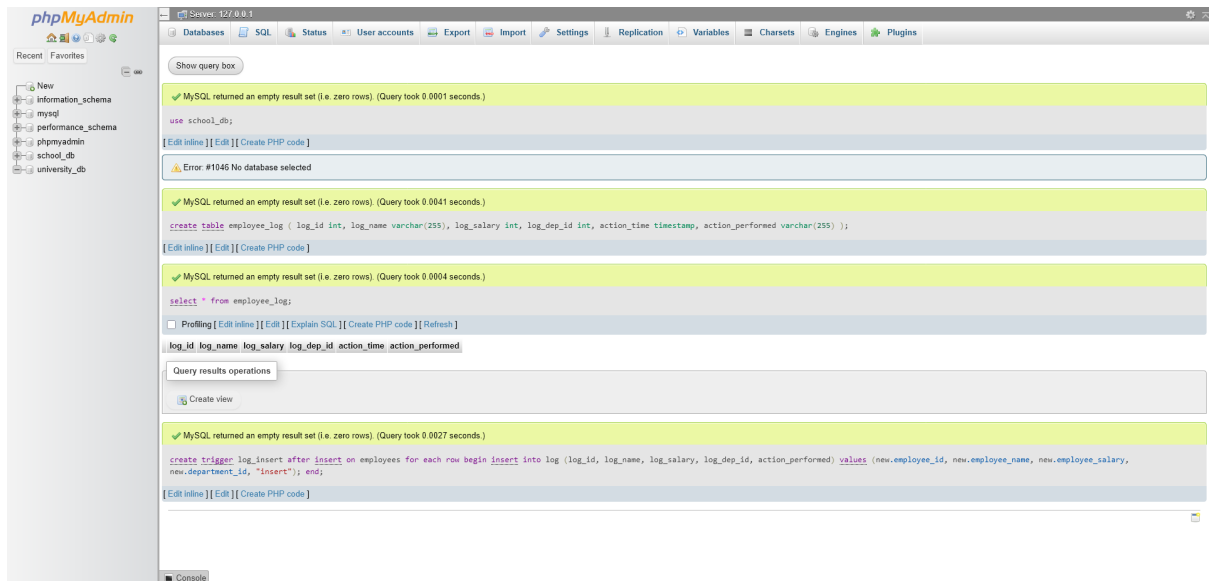 phpMyAdmin
Recent Favorites
New
information_schema
mysql
performance_schema
phpmyadmin
school_db
university_db
Server: 127.0.0.1
Databases SQL Status User accounts Export Import Settings Replication Variables Charsets Engines Plugins
Show query box
MySQL returned an empty result set (i.e. zero rows). (Query took 0.0001 seconds.)
use school_db;
[ Edit inline ] [ Edit ] [ Create PHP code ]
Error: #1046 No database selected
MySQL returned an empty result set (i.e. zero rows). (Query took 0.0041 seconds.)
create table employee_log ( log_id int, log_name varchar(255), log_salary int, log_dep_id int, action_time timestamp, action_performed varchar(255) );
[ Edit inline ] [ Edit ] [ Create PHP code ]
MySQL returned an empty result set (i.e. zero rows). (Query took 0.0004 seconds.)
select * from employee_log;
Profiling [ Edit inline ] [ Edit ] [ Explain SQL ] [ Create PHP code ] [ Refresh ]
log_id log_name log_salary log_dep_id action_time action_performed
Query results operations
Create view
MySQL returned an empty result set (i.e. zero rows). (Query took 0.0027 seconds.)
create trigger log_insert after insert on employees for each row begin insert into log (log_id, log_name, log_salary, log_dep_id, action_performed) values (new.employee_id, new.employee_name, new.employee_salary,
new.department_id, "insert"); end;
[ Edit inline ] [ Edit ] [ Create PHP code ]
Console